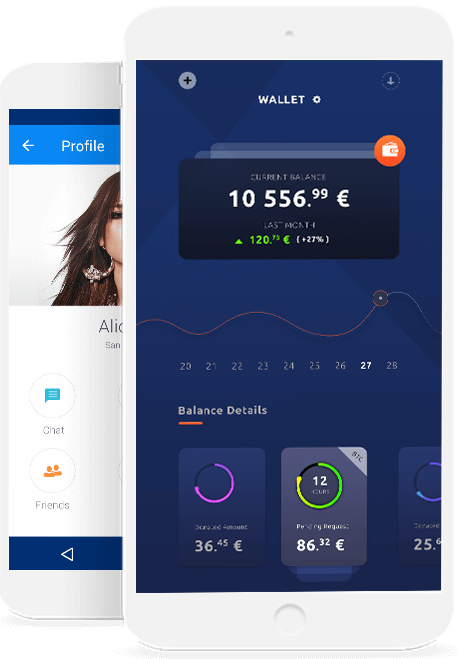 Profile
Alic
San
Chat
Friends
WALLET
CURRENT BALANCE
10 556.99 €
LAST MONTH
120.75 € (+27%)
20 21 22 23 24 25 26 27 28
Balance Details
Donated Amount
36.45 €
BTC
12
HOURS
Pending Request
86.32 €
Donated
25.6